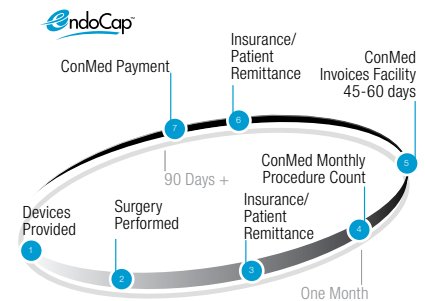 EndoCap™
Insurance/
Patient
Remittance
ConMed
Invoices Facility
45-60 days
ConMed Payment
7
6
5
90 Days +
ConMed Monthly
Procedure Count
Devices
Provided
Surgery
Performed
Insurance/
Patient
Remittance
1
2
3
4
One Month